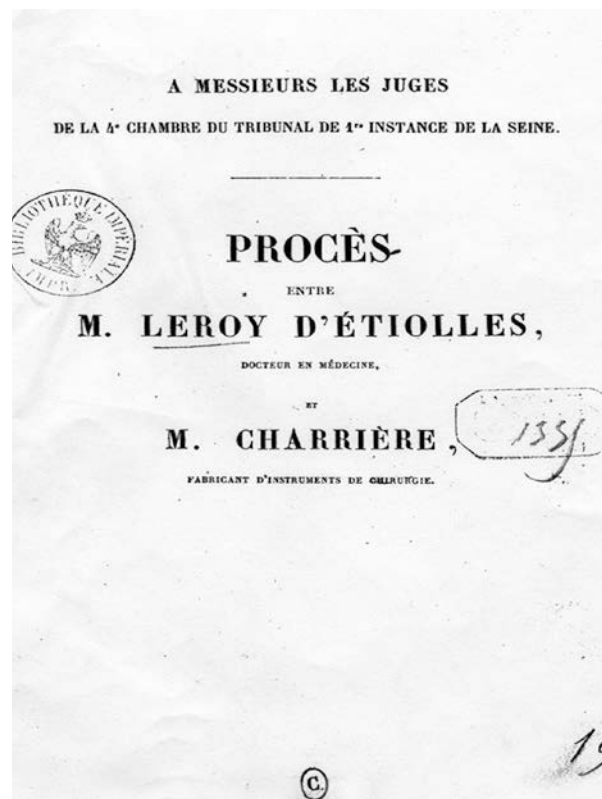 A MESSIEURS LES JUGES
DE LA 4e CHAMBRE DU TRIBUNAL DE 1re INSTANCE DE LA SEINE.
BIBLIOTHÈQUE IMPÉRIALE
IMPR.
PROCÈS
ENTRE
M. LEROY D'ÉTIOLLES,
DOCTEUR EN MÉDECINE,
ET
M. CHARRIÈRE,
FABRICANT D'INSTRUMENTS DE CHIRURGIE.
C.